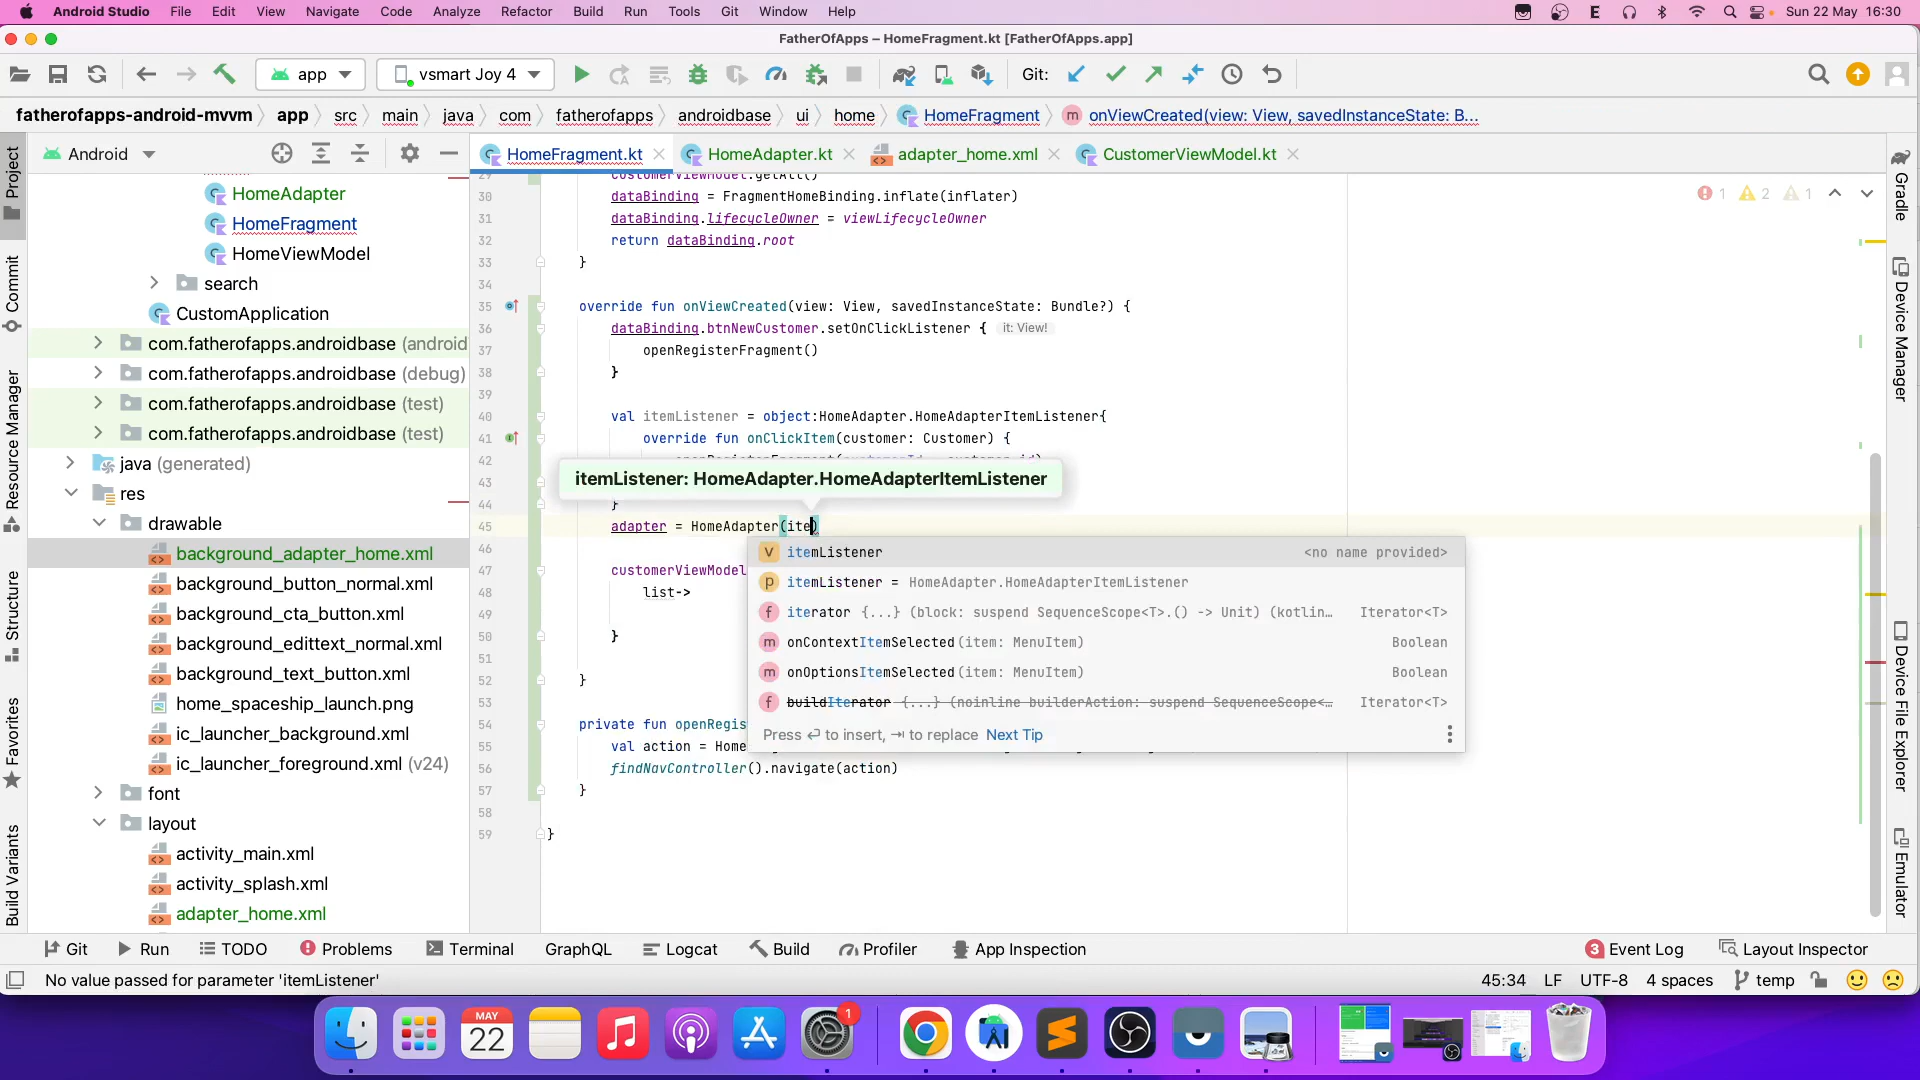 Android Studio File Edit View Navigate Code Analyze Refactor Build Run Tools Git Window Help E Sun 22 May 16:30
FatherOfApps – HomeFragment.kt [FatherOfApps.app]
app vsmart Joy 4 Git:
fatherofapps-android-mvvm app src main java com fatherofapps androidbase ui home HomeFragment m onViewCreated(view: View, savedInstanceState: B...
Android HomeFragment.kt HomeAdapter.kt adapter_home.xml CustomerViewModel.kt
Project
Commit
Resource Manager
Structure
Favorites
Build Variants
HomeAdapter
HomeFragment
HomeViewModel
search
CustomApplication
com.fatherofapps.androidbase (android
com.fatherofapps.androidbase (debug)
com.fatherofapps.androidbase (test)
com.fatherofapps.androidbase (test)
java (generated)
res
drawable
background_adapter_home.xml
background_button_normal.xml
background_cta_button.xml
background_edittext_normal.xml
background_text_button.xml
home_spaceship_launch.png
ic_launcher_background.xml
ic_launcher_foreground.xml (v24)
font
layout
activity_main.xml
activity_splash.xml
adapter_home.xml
1 2 1
29 customerViewModel.getAll()
30 dataBinding = FragmentHomeBinding.inflate(inflater)
31 dataBinding.lifecycleOwner = viewLifecycleOwner
32 return dataBinding.root
33 }
34
35 override fun onViewCreated(view: View, savedInstanceState: Bundle?) {
36 dataBinding.btnNewCustomer.setOnClickListener { it: View!
37 openRegisterFragment()
38 }
39
40 val itemListener = object:HomeAdapter.HomeAdapterItemListener{
41 override fun onClickItem(customer: Customer) {
42
43
itemListener: HomeAdapter.HomeAdapterItemListener
44 }
45 adapter = HomeAdapter(ite)
46
47 customerViewModel
48 list->
49
50 }
51
52 }
53
54 private fun openRegis
55 val action = Home
56 findNavController().navigate(action)
57 }
58
59 }
V itemListener <no name provided>
p itemListener = HomeAdapter.HomeAdapterItemListener
f iterator {...} (block: suspend SequenceScope<T>.() -> Unit) (kotlin... Iterator<T>
m onContextItemSelected(item: MenuItem) Boolean
m onOptionsItemSelected(item: MenuItem) Boolean
f buildIterator {...} (noinline builderAction: suspend SequenceScope<... Iterator<T>
Press ↵ to insert, ⇥ to replace Next Tip
Gradle
Device Manager
Device File Explorer
Emulator
Git Run TODO Problems Terminal GraphQL Logcat Build Profiler App Inspection 3 Event Log Layout Inspector
No value passed for parameter 'itemListener' 45:34 LF UTF-8 4 spaces temp
MAY
22
1